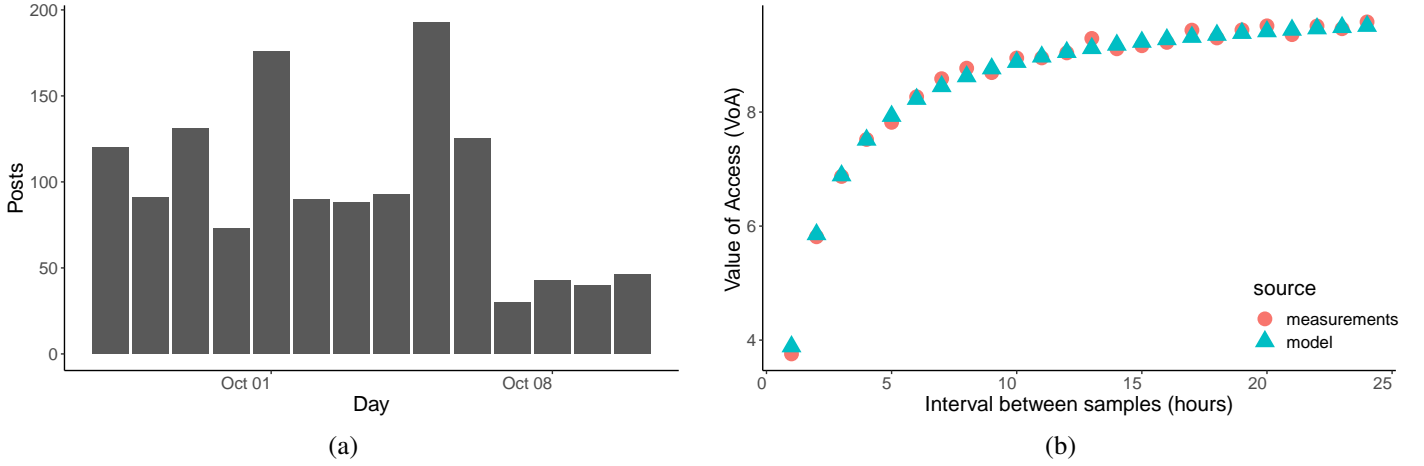 200
150
100
50
0
Posts
Oct 01
Oct 08
Day
(a)
8
6
4
Value of Access (VoA)
source
measurements
model
0
5
10
15
20
25
Interval between samples (hours)
(b)